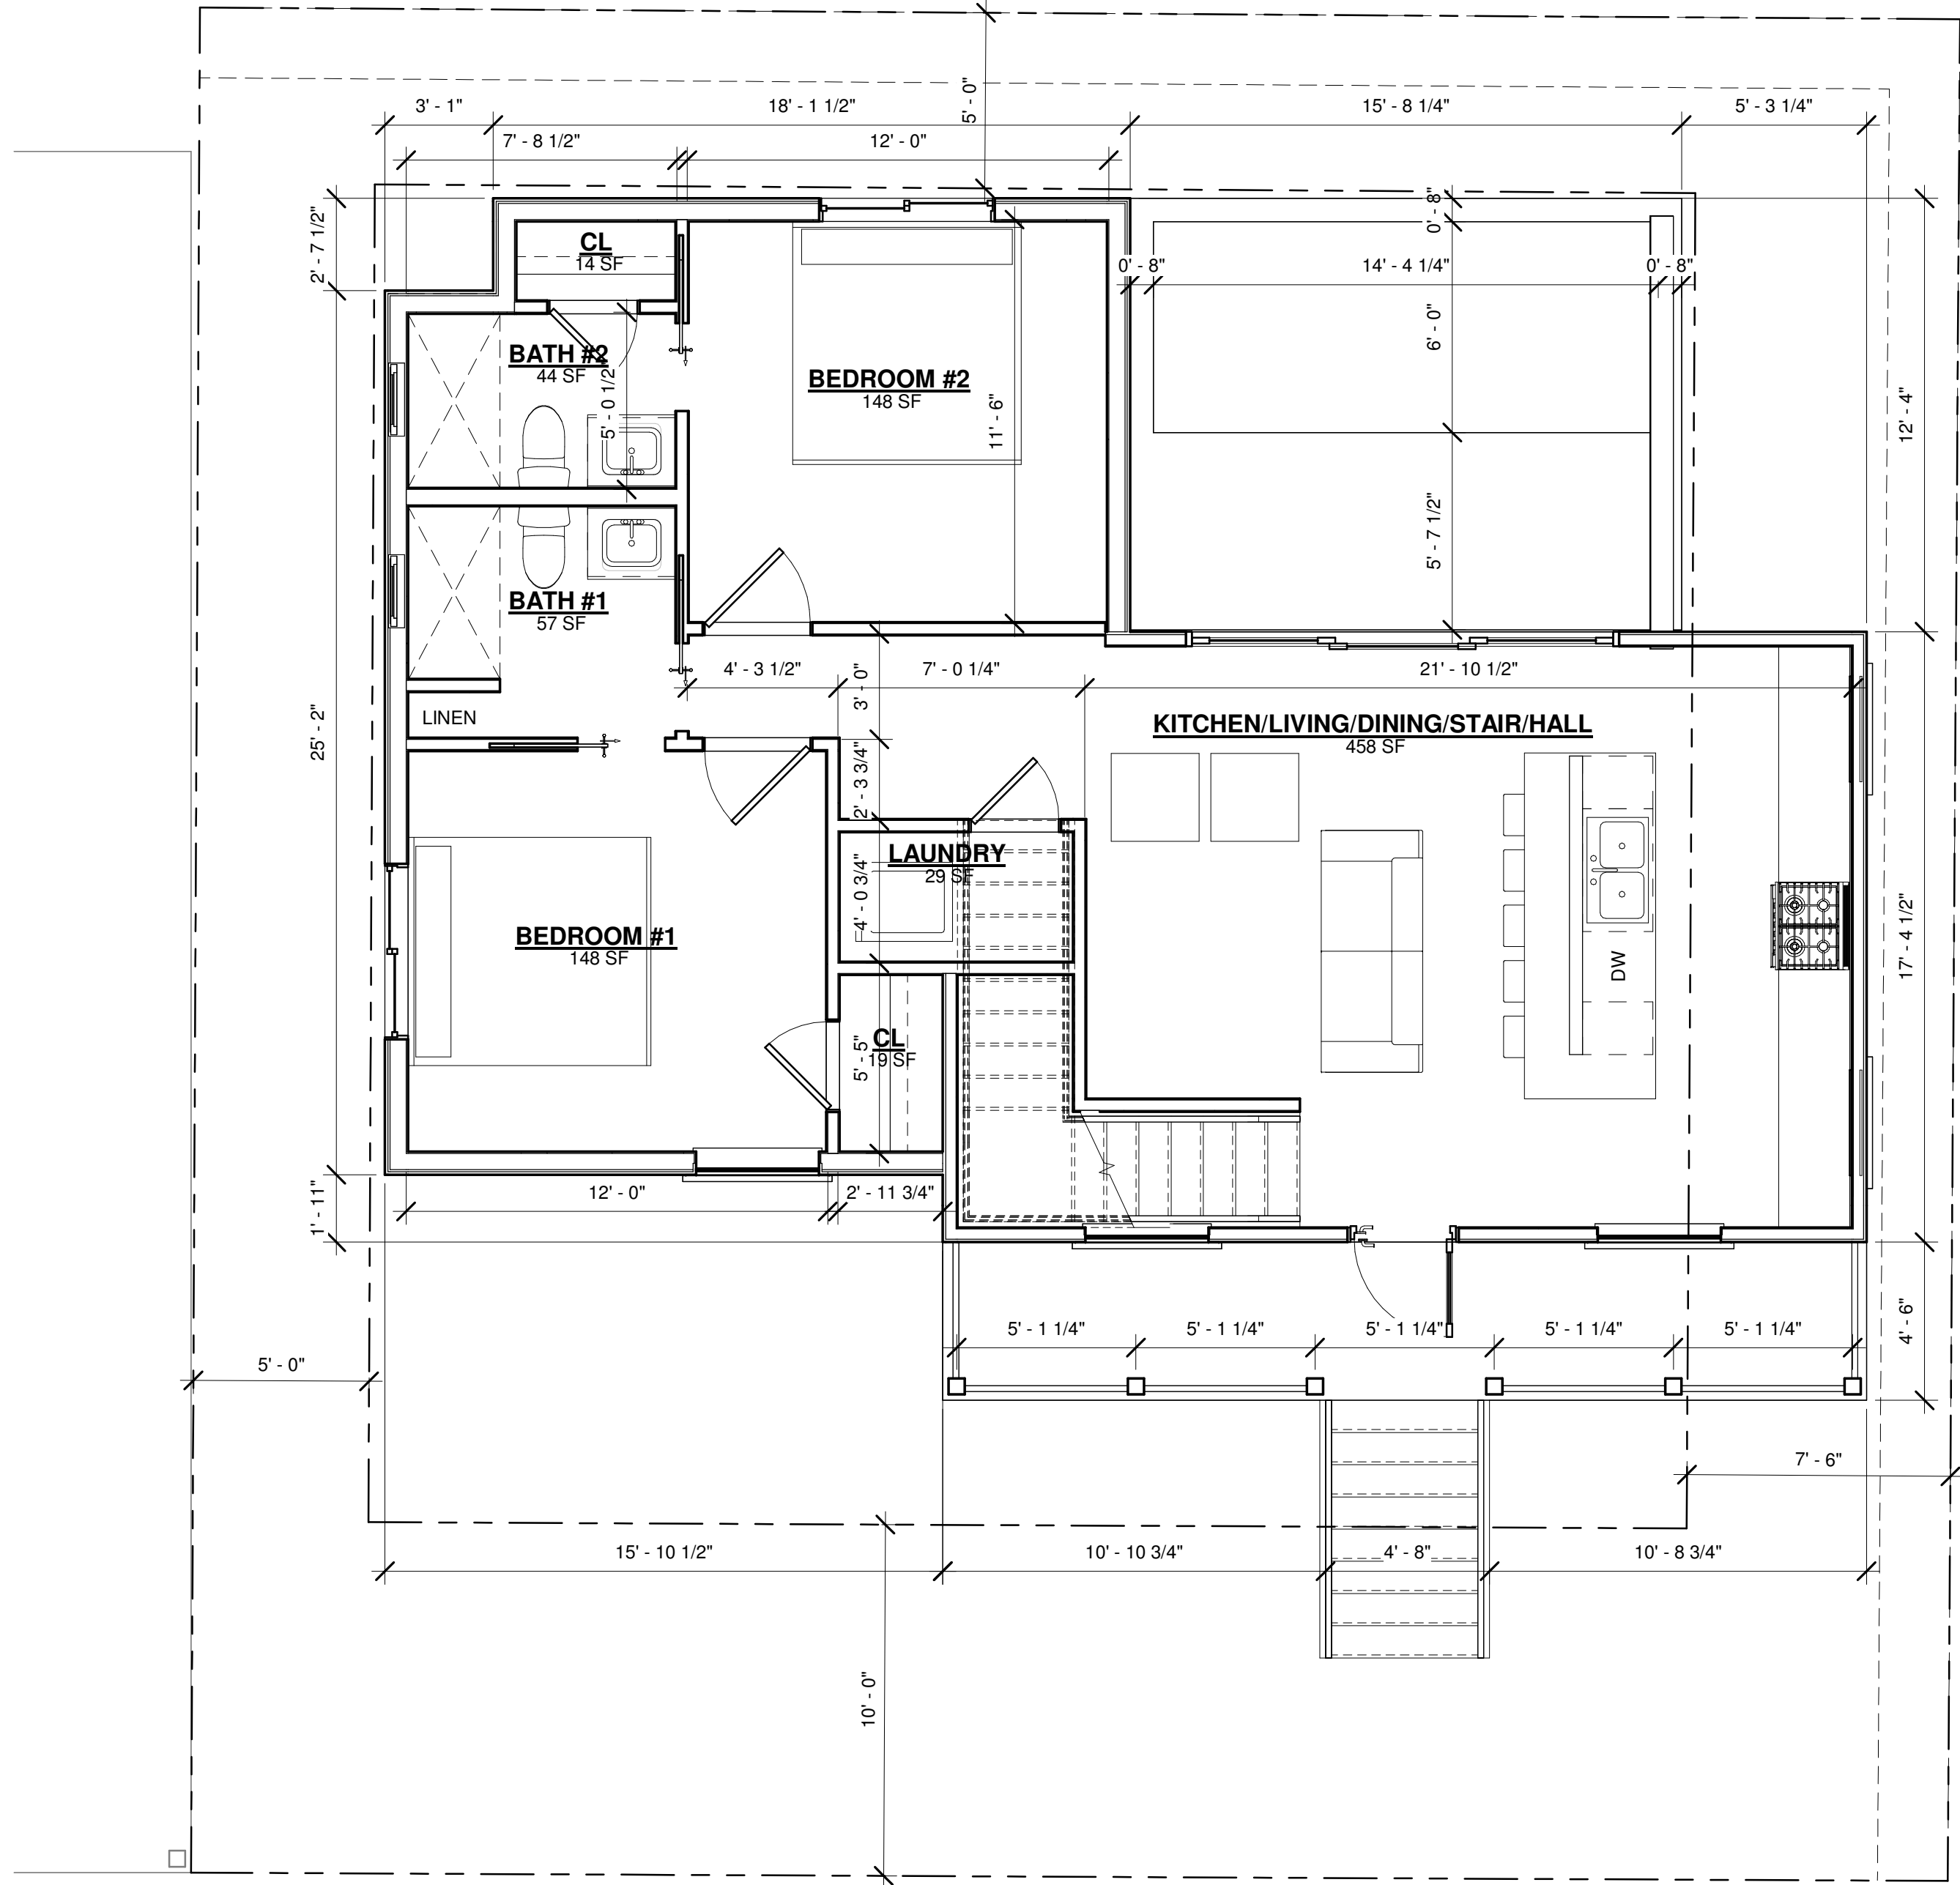 5' - 0"
3' - 1"
18' - 1 1/2"
15' - 8 1/4"
5' - 3 1/4"
7' - 8 1/2"
12' - 0"
2' - 7 1/2"
0' - 8"
CL
14 SF
0' - 8"
14' - 4 1/4"
0' - 8"
6' - 0"
BATH #2
44 SF
5' - 0 1/2"
BEDROOM #2
148 SF
11' - 6"
12' - 4"
5' - 7 1/2"
BATH #1
57 SF
4' - 3 1/2"
7' - 0 1/4"
21' - 10 1/2"
3' - 0"
LINEN
25' - 2"
KITCHEN/LIVING/DINING/STAIR/HALL
458 SF
2' - 3 3/4"
LAUNDRY
29 SF
4' - 0 3/4"
BEDROOM #1
148 SF
DW
17' - 4 1/2"
CL
19 SF
5' - 5"
12' - 0"
2' - 11 3/4"
1' - 11"
5' - 1 1/4"
5' - 1 1/4"
5' - 1 1/4"
5' - 1 1/4"
5' - 1 1/4"
4' - 6"
5' - 0"
7' - 6"
15' - 10 1/2"
10' - 10 3/4"
4' - 8"
10' - 8 3/4"
10' - 0"